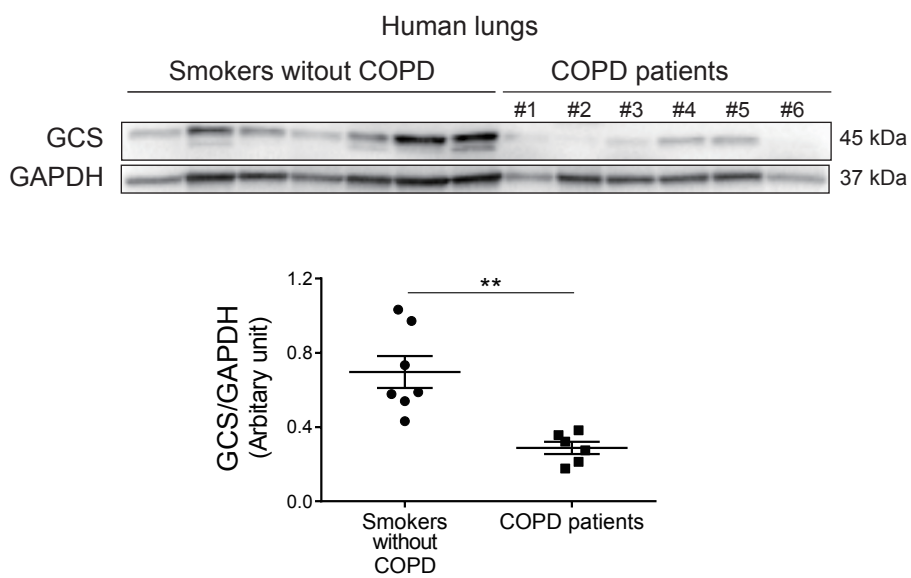 Human lungs
Smokers witout COPD COPD patients
#1 #2 #3 #4 #5 #6
GCS 45 kDa
GAPDH 37 kDa
1.2
**
0.8
0.4
0.0
GCS/GAPDH
(Arbitary unit)
Smokers
without
COPD
COPD patients